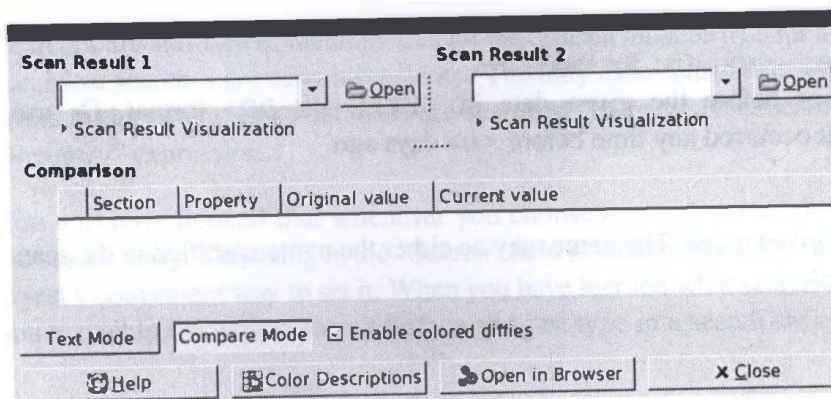 Scan Result 1
Scan Result 2
Open
Open
Scan Result Visualization
Scan Result Visualization
Comparison
Section Property Original value Current value
Text Mode Compare Mode Enable colored diffies
Help Color Descriptions Open in Browser Close